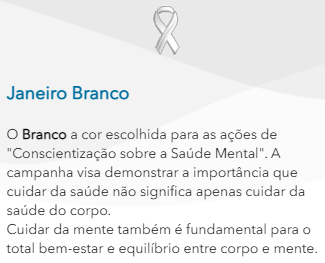 Janeiro Branco
O Branco a cor escolhida para as ações de
"Conscientização sobre a Saúde Mental". A
campanha visa demonstrar a importância que
cuidar da saúde não significa apenas cuidar da
saúde do corpo.
Cuidar da mente também é fundamental para o
total bem-estar e equilíbrio entre corpo e mente.